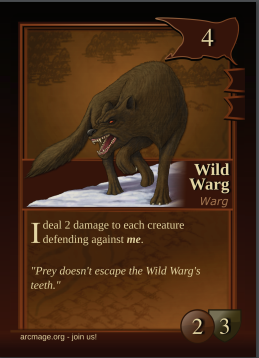 4
Wild
Warg
Warg
I deal 2 damage to each creature
defending against me.
"Prey doesn't escape the Wild Warg's
teeth."
2 3
arcmage.org - join us!